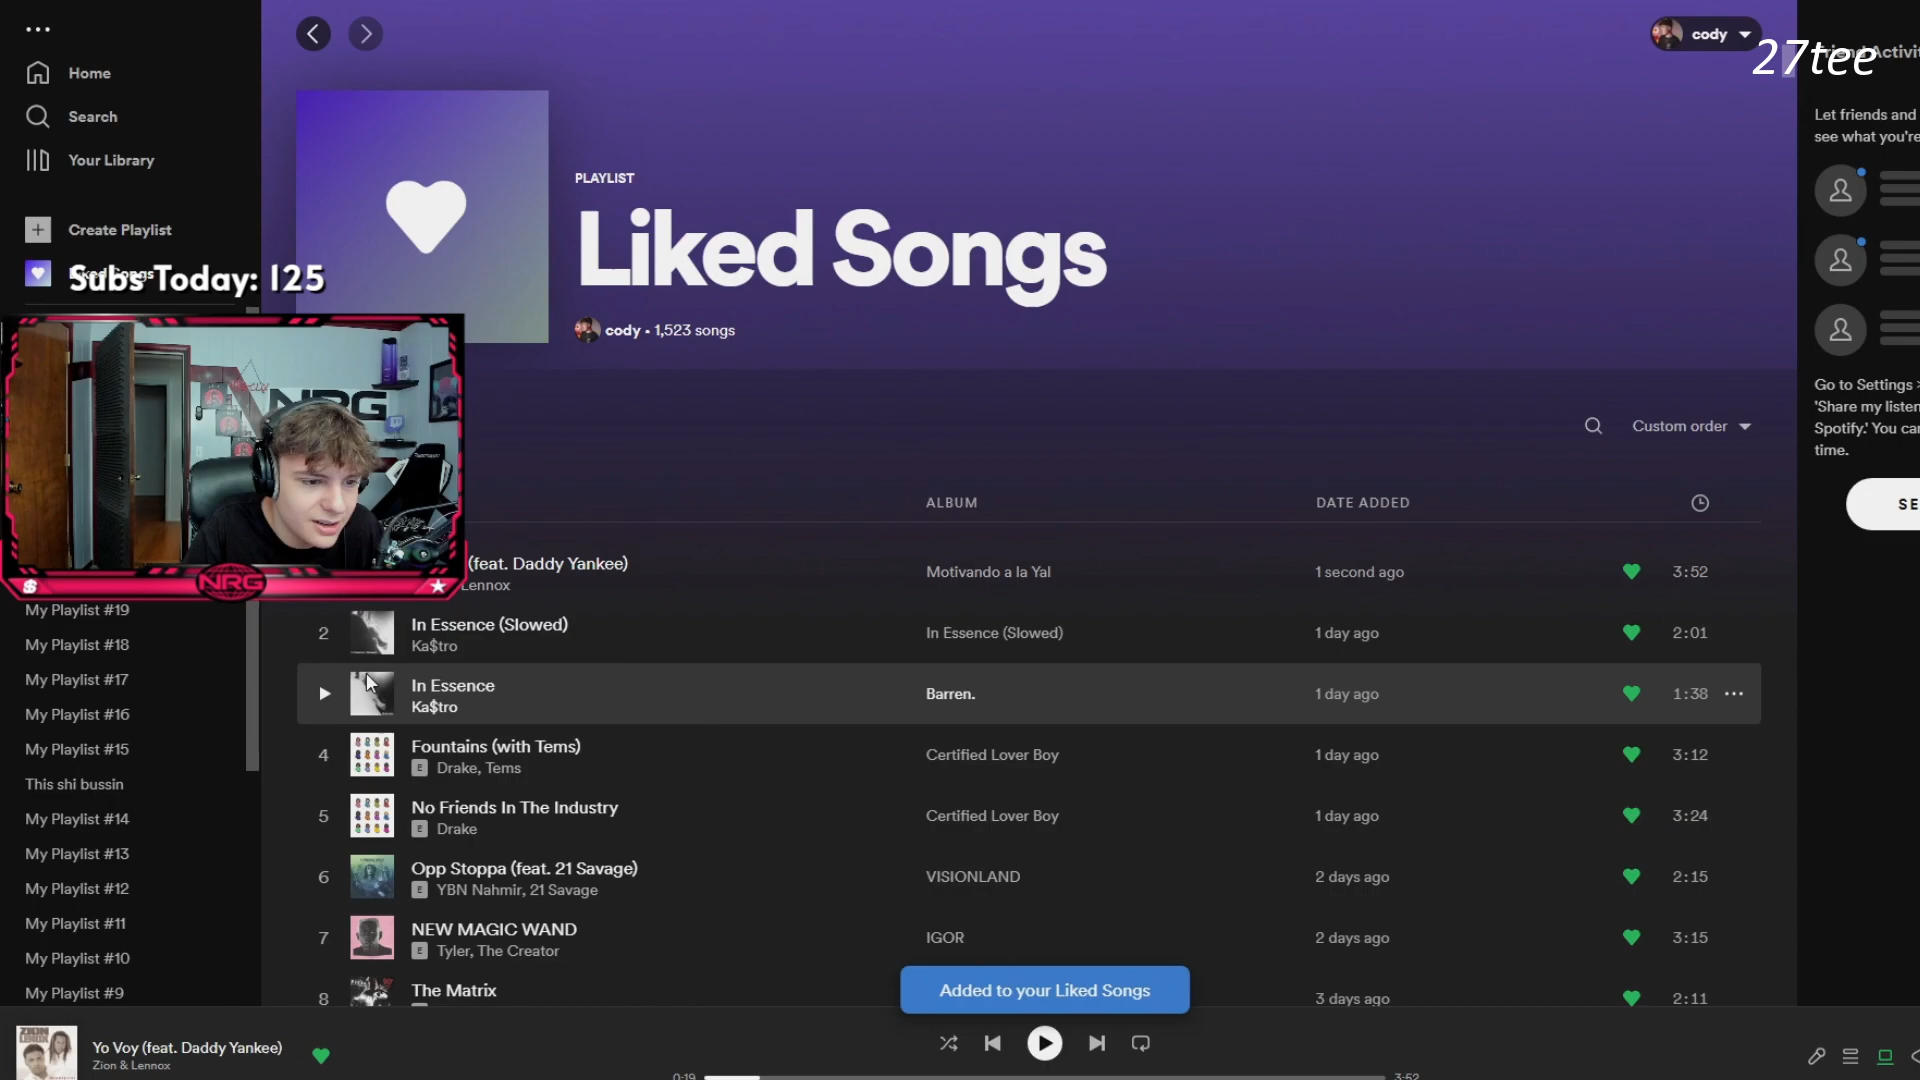 Home
Search
Your Library
Create Playlist
Subs Today: 125
My Playlist #19
My Playlist #18
My Playlist #17
My Playlist #16
My Playlist #15
This shi bussin
My Playlist #14
My Playlist #13
My Playlist #12
My Playlist #11
My Playlist #10
My Playlist #9
cody
27tee
PLAYLIST
Liked Songs
cody • 1,523 songs
NRG
NRG
Custom order
ALBUM DATE ADDED
(feat. Daddy Yankee)
Lennox
Motivando a la Yal 1 second ago 3:52
2 In Essence (Slowed)
Ka$tro
In Essence (Slowed) 1 day ago 2:01
In Essence
Ka$tro
Barren. 1 day ago 1:38
4 Fountains (with Tems)
E Drake, Tems
Certified Lover Boy 1 day ago 3:12
5 No Friends In The Industry
E Drake
Certified Lover Boy 1 day ago 3:24
6 Opp Stoppa (feat. 21 Savage)
E YBN Nahmir, 21 Savage
VISIONLAND 2 days ago 2:15
7 NEW MAGIC WAND
E Tyler, The Creator
IGOR 2 days ago 3:15
8 The Matrix
3 days ago 2:11
Added to your Liked Songs
Let friends and
see what you're
Go to Settings >
'Share my listen
Spotify.' You can
time.
SE
Yo Voy (feat. Daddy Yankee)
Zion & Lennox
0:19 3:52